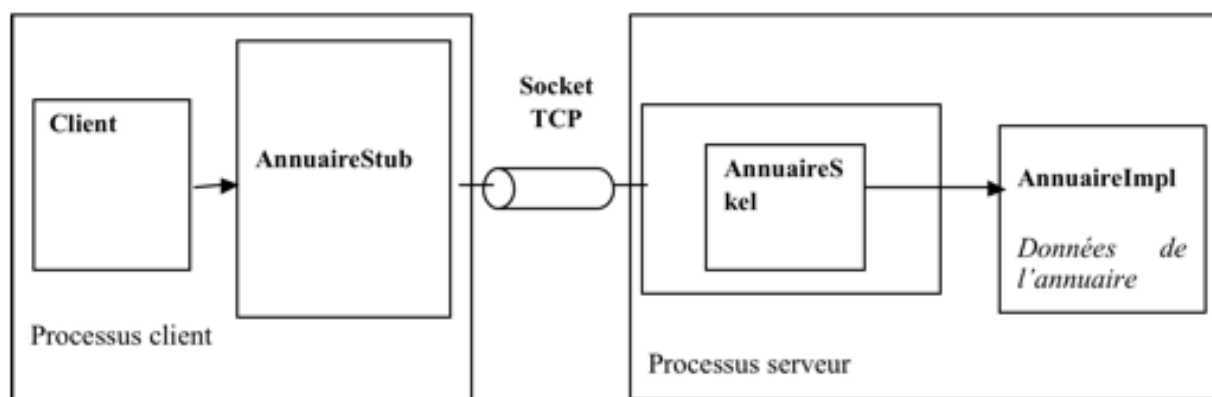 Client
AnnuaireStub
Processus client
Socket
TCP
AnnuaireS
kel
AnnuaireImpl
Données de
l'annuaire
Processus serveur